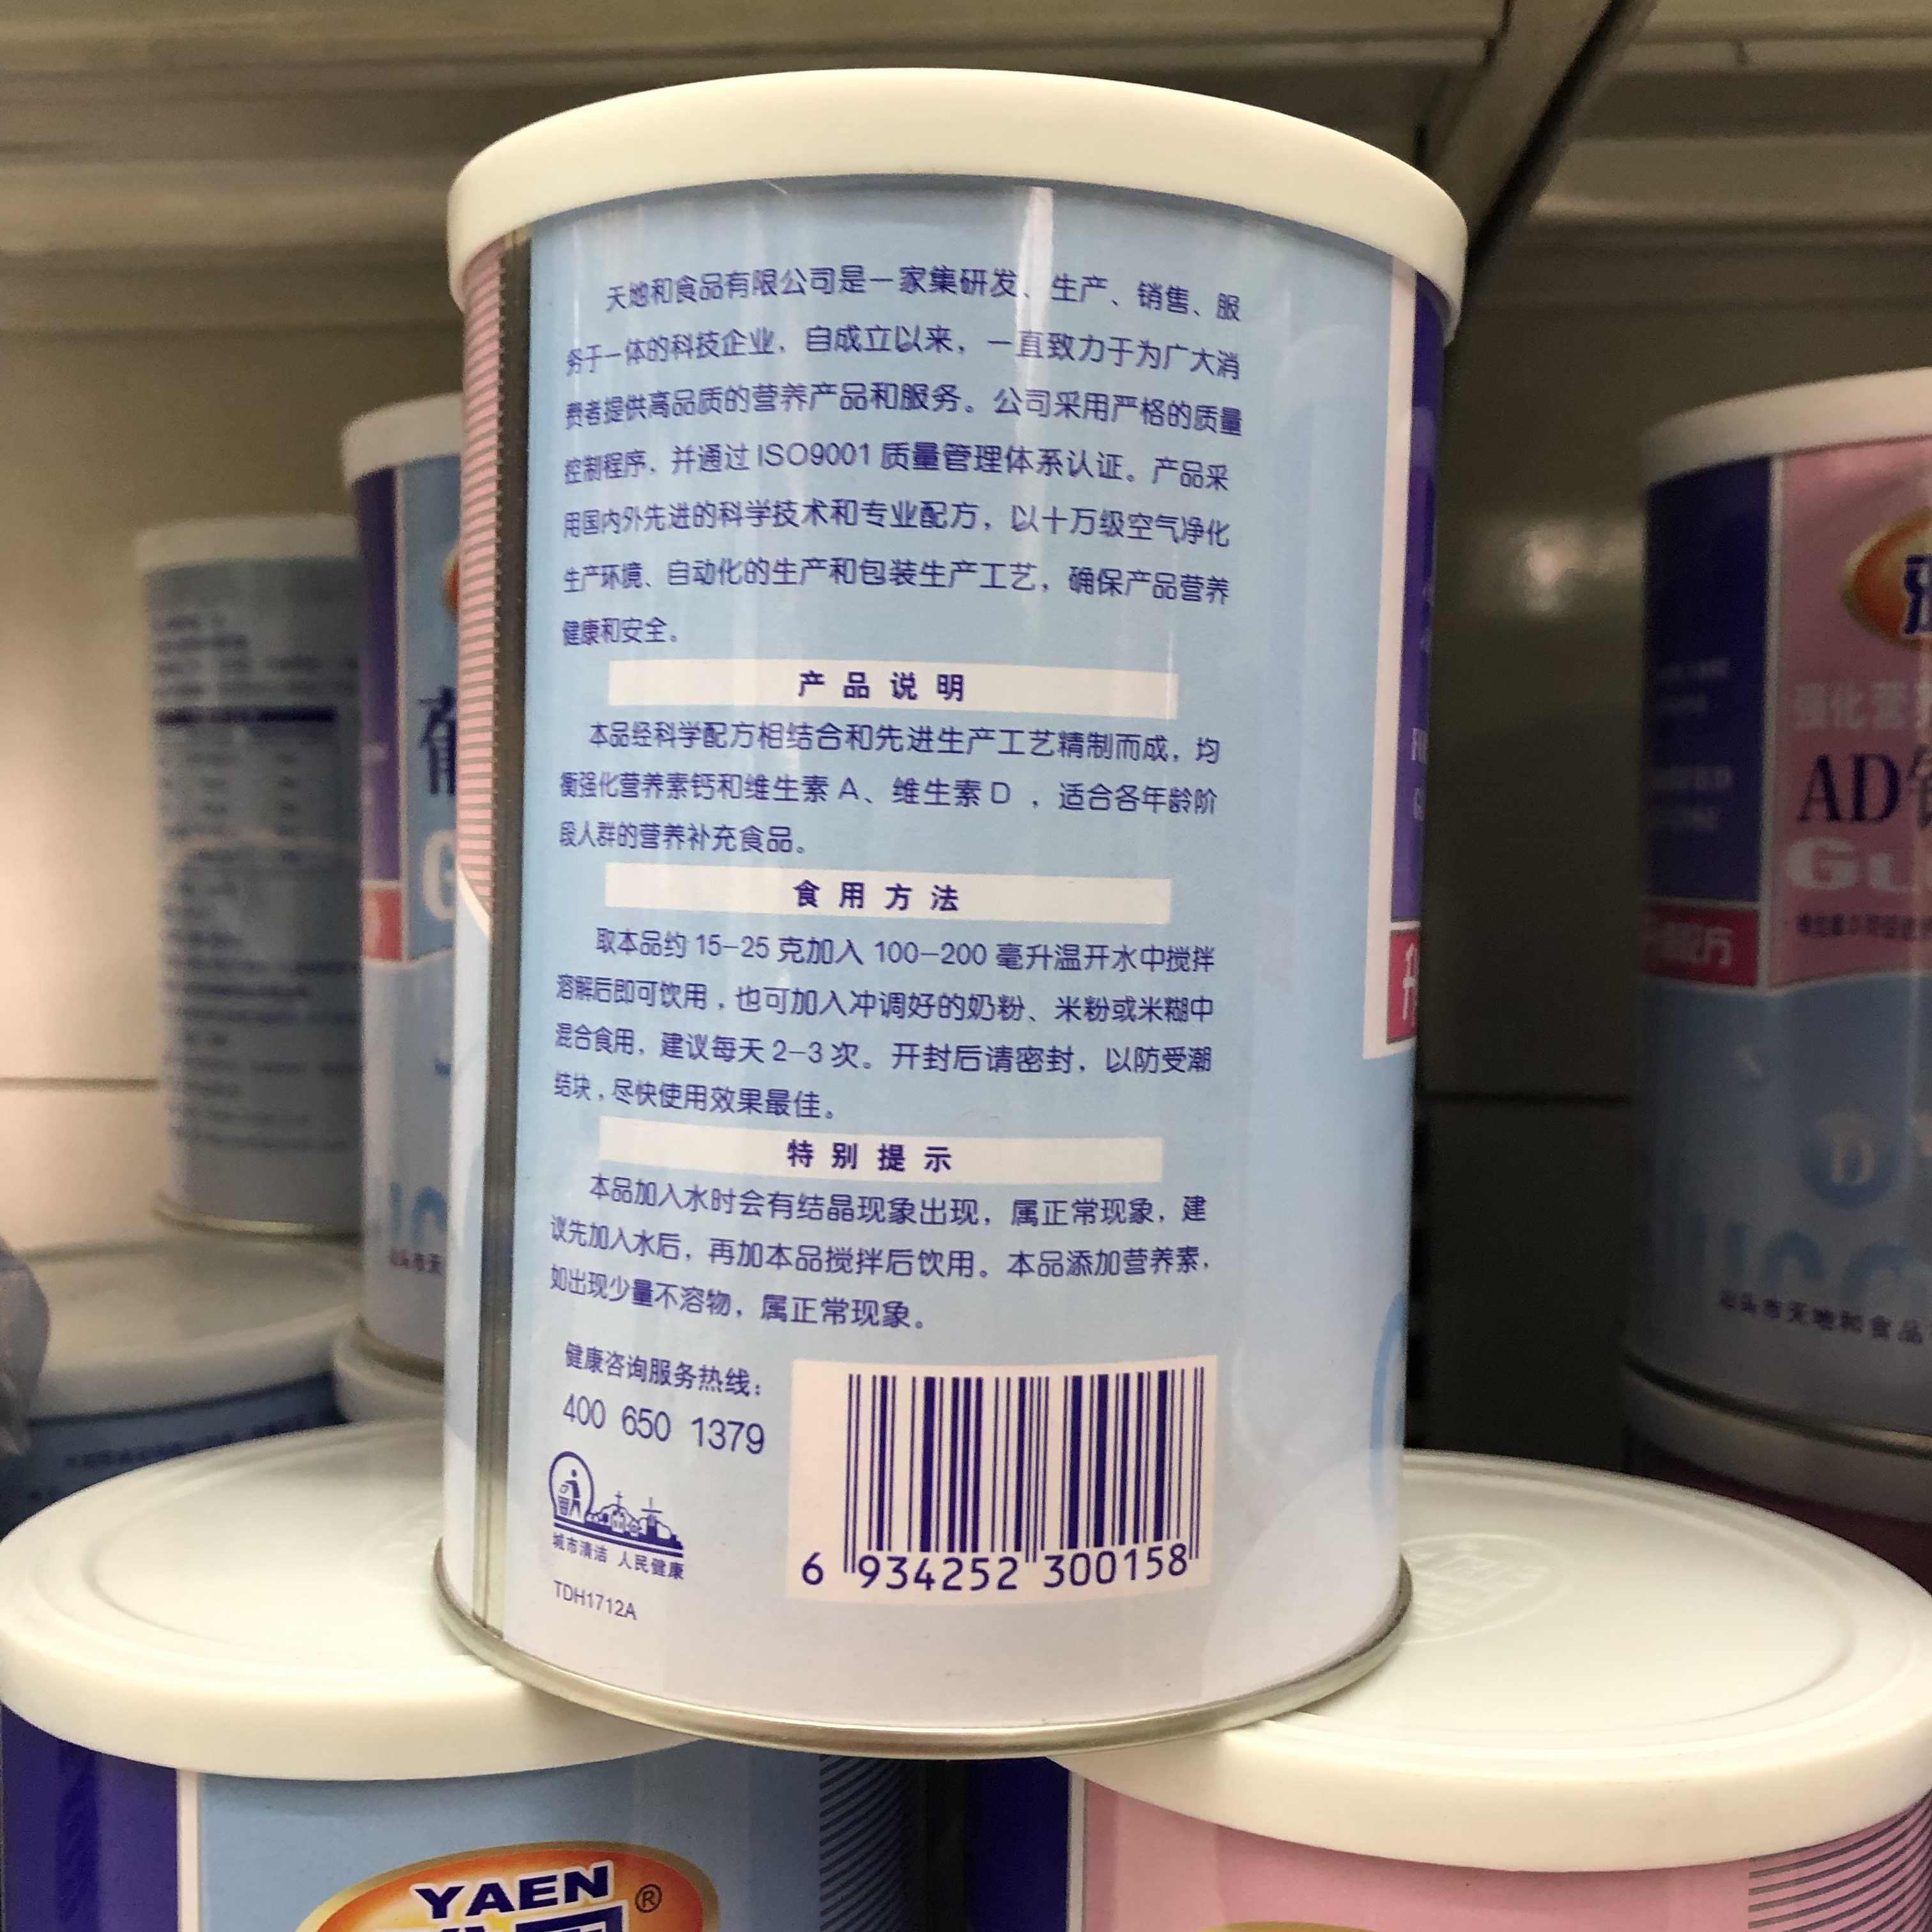 天地和食品有限公司是一家集研发、生产、销售、服
务于一体的科技企业，自成立以来，一直致力于为广大消
费者提供高品质的营养产品和服务。公司采用严格的质量
控制程序，并通过ISO9001质量管理体系认证。产品采
用国内外先进的科学技术和专业配方，以十万级空气净化
生产环境、自动化的生产和包装生产工艺，确保产品营养
健康和安全。
产品说明
本品经科学配方相结合和先进生产工艺精制而成，均
衡强化营养素钙和维生素A、维生素D，适合各年龄阶
段人群的营养补充食品。
食用方法
取本品约15-25克加入100-200毫升温开水中搅拌
溶解后即可饮用，也可加入冲调好的奶粉、米粉或米糊中
混合食用，建议每天2-3次。开封后请密封，以防受潮
结块，尽快使用效果最佳。
特别提示
本品加入水时会有结晶现象出现，属正常现象，建
议先加入水后，再加本品搅拌后饮用。本品添加营养素，
如出现少量不溶物，属正常现象。
健康咨询服务热线：
400 650 1379
城市清洁 人民健康
TDH1712A
6 934252 300158
强化营
AD
GL
配方
D
汕头市天地和食品
汕头市天
YAEN®